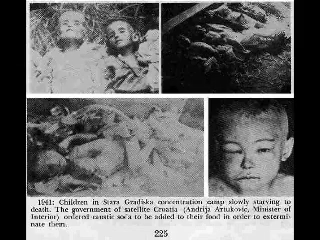 1941: Children in Stara Gradiska concentration camp slowly starving to
death. The government of satellite Croatia (Andrija Artukovic, Minister of
Interior) ordered caustic soda to be added to their food in order to extermi-
nate them.
225